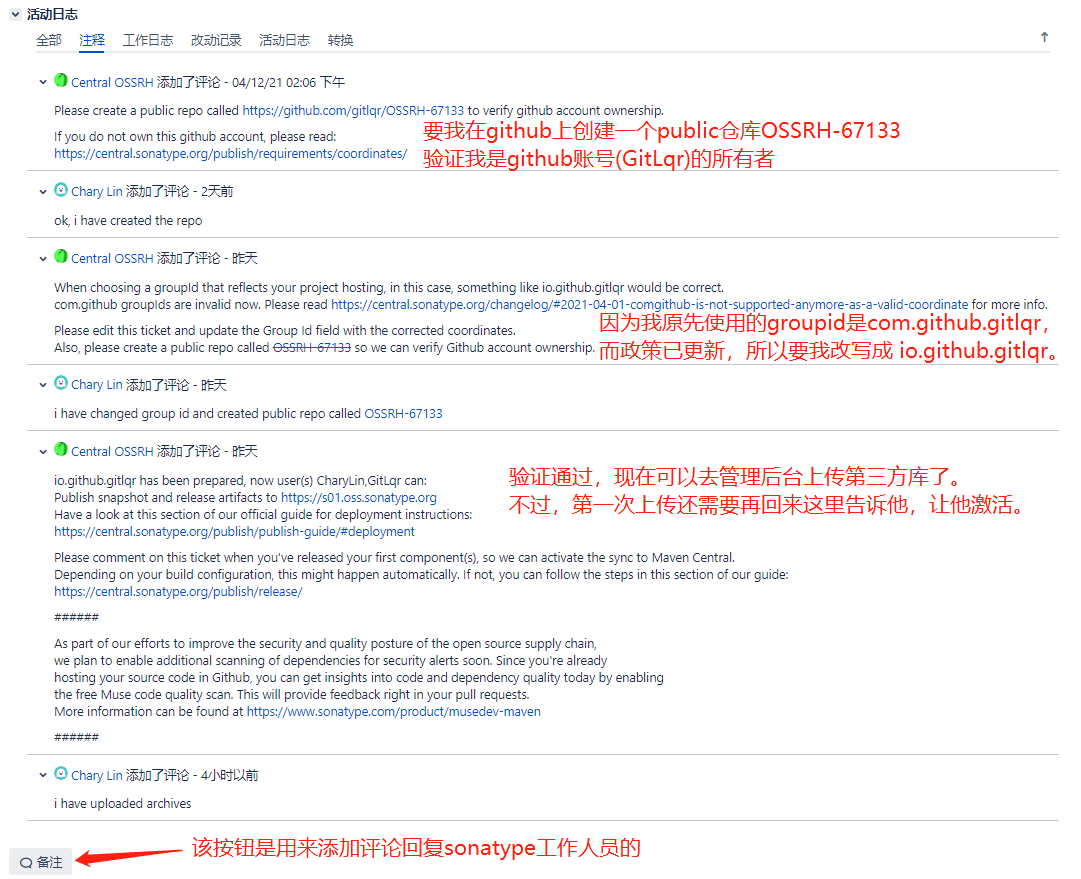 活动日志
全部 注释 工作日志 改动记录 活动日志 转换
Central OSSRH 添加了评论 - 04/12/21 02:06 下午
Please create a public repo called https://github.com/gitlqr/OSSRH-67133 to verify github account ownership.
If you do not own this github account, please read:
https://central.sonatype.org/publish/requirements/coordinates/
要我在github上创建一个public仓库OSSRH-67133
验证我是github账号(GitLqr)的所有者
Chary Lin 添加了评论 - 2天前
ok, i have created the repo
Central OSSRH 添加了评论 - 昨天
When choosing a groupId that reflects your project hosting, in this case, something like io.github.gitlqr would be correct.
com.github groupIds are invalid now. Please read https://central.sonatype.org/changelog/#2021-04-01-comgithub-is-not-supported-anymore-as-a-valid-coordinate for more info.
Please edit this ticket and update the Group Id field with the corrected coordinates.
Also, please create a public repo called OSSRH-67133 so we can verify Github account ownership.
因为我原先使用的groupid是com.github.gitlqr，
而政策已更新，所以要我改写成 io.github.gitlqr。
Chary Lin 添加了评论 - 昨天
i have changed group id and created public repo called OSSRH-67133
Central OSSRH 添加了评论 - 昨天
io.github.gitlqr has been prepared, now user(s) CharyLin,GitLqr can:
Publish snapshot and release artifacts to https://s01.oss.sonatype.org
Have a look at this section of our official guide for deployment instructions:
https://central.sonatype.org/publish/publish-guide/#deployment
验证通过，现在可以去管理后台上传第三方库了。
不过，第一次上传还需要再回来这里告诉他，让他激活。
Please comment on this ticket when you've released your first component(s), so we can activate the sync to Maven Central.
Depending on your build configuration, this might happen automatically. If not, you can follow the steps in this section of our guide:
https://central.sonatype.org/publish/release/
######
As part of our efforts to improve the security and quality posture of the open source supply chain,
we plan to enable additional scanning of dependencies for security alerts soon. Since you're already
hosting your source code in Github, you can get insights into code and dependency quality today by enabling
the free Muse code quality scan. This will provide feedback right in your pull requests.
More information can be found at https://www.sonatype.com/product/musedev-maven
######
Chary Lin 添加了评论 - 4小时以前
i have uploaded archives
备注
该按钮是用来添加评论回复sonatype工作人员的